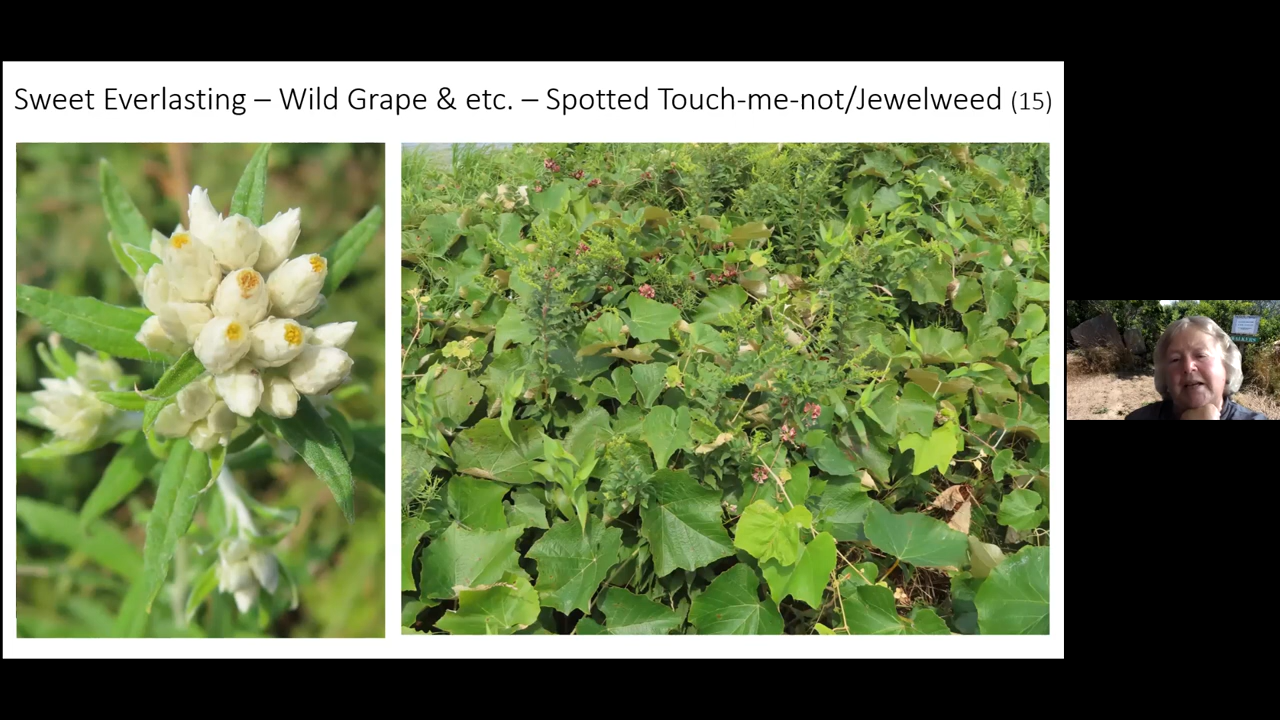 Sweet Everlasting – Wild Grape & etc. – Spotted Touch-me-not/Jewelweed (15)